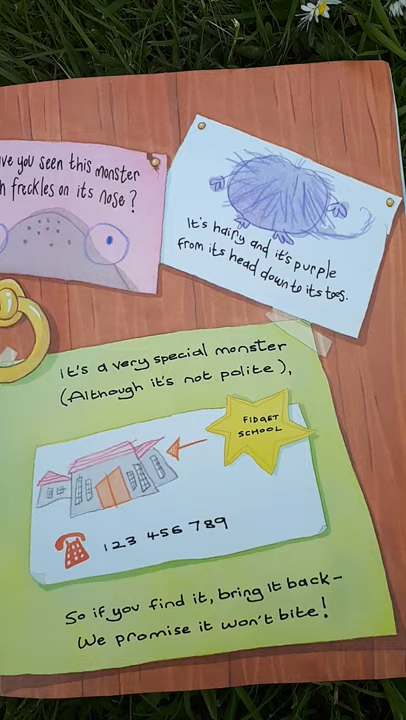 ve you seen this monster
h freckles on its nose?
It's hairy and it's purple
from its head down to its toes.
It's a very special monster
(Although it's not polite),
FIDGET
SCHOOL
123 456 789
So if you find it, bring it back–
We promise it won't bite!